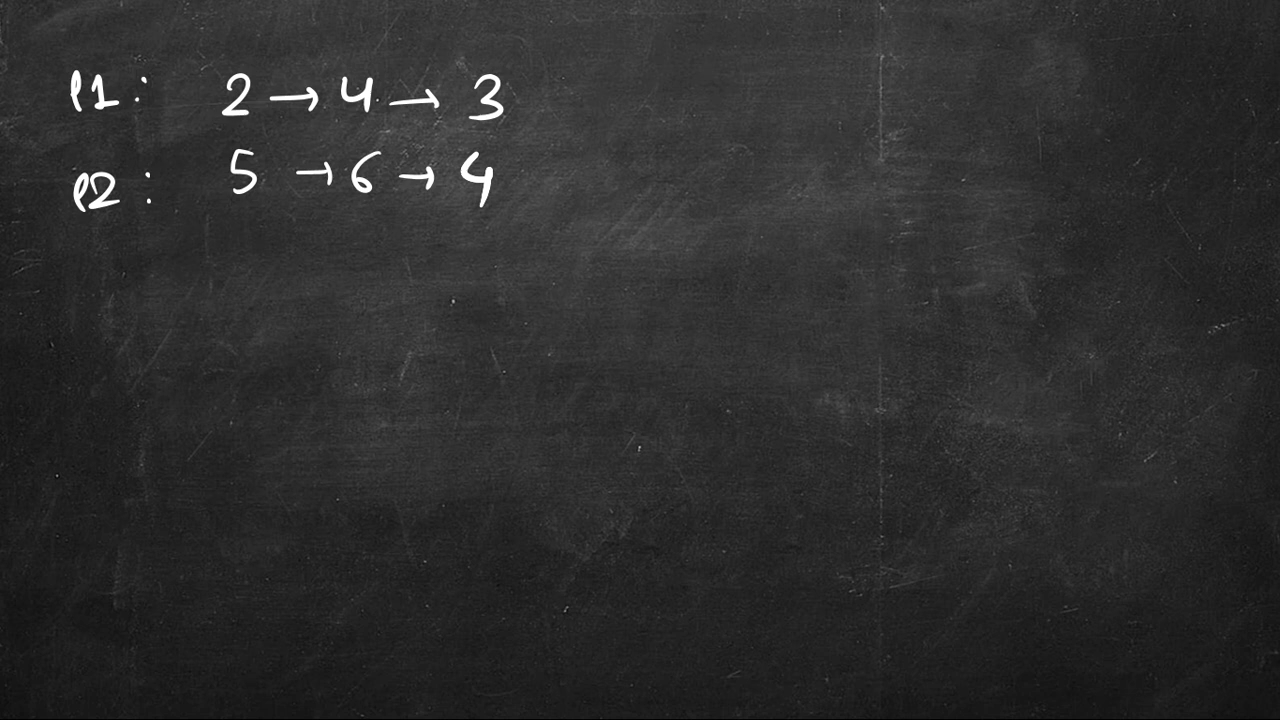 l1: 2 → 4 → 3
l2: 5 → 6 → 4